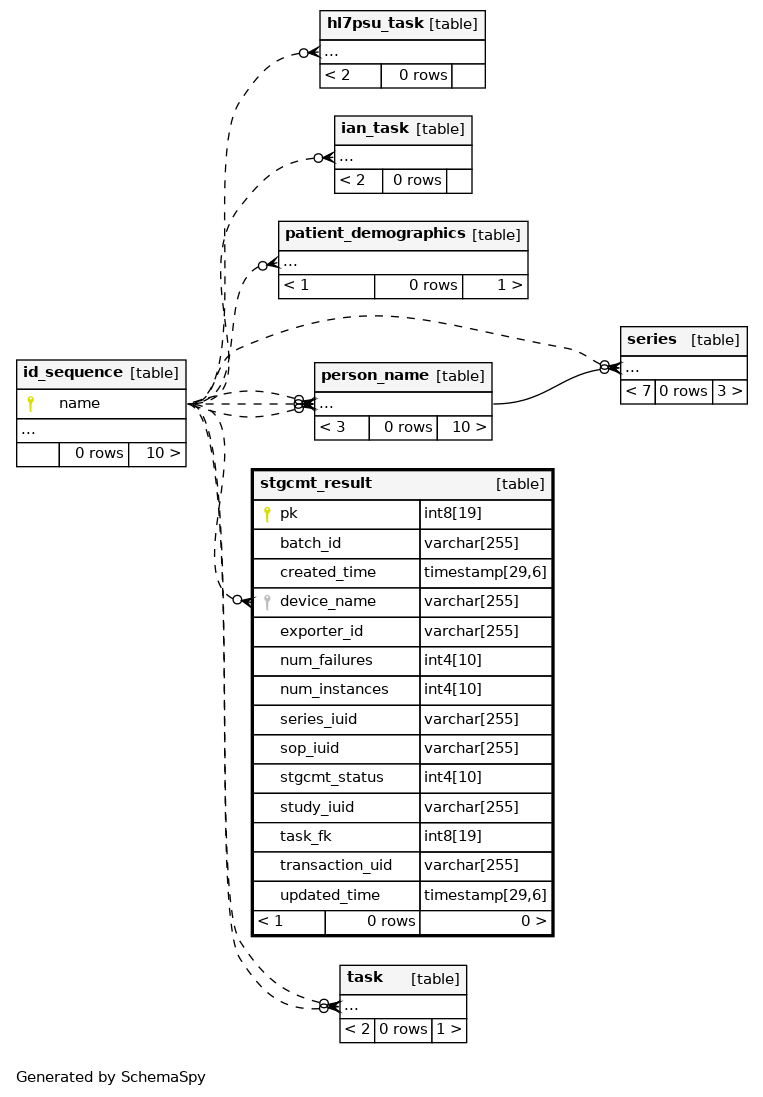 hl7psu_task [table]
...
< 2 0 rows
ian_task [table]
...
< 2 0 rows
patient_demographics [table]
...
< 1 0 rows 1 >
series [table]
...
< 7 0 rows 3 >
id_sequence [table]
name
...
0 rows 10 >
person_name [table]
...
< 3 0 rows 10 >
stgcmt_result [table]
pk int8[19]
batch_id varchar[255]
created_time timestamp[29,6]
device_name varchar[255]
exporter_id varchar[255]
num_failures int4[10]
num_instances int4[10]
series_iuid varchar[255]
sop_iuid varchar[255]
stgcmt_status int4[10]
study_iuid varchar[255]
task_fk int8[19]
transaction_uid varchar[255]
updated_time timestamp[29,6]
< 1 0 rows 0 >
task [table]
...
< 2 0 rows 1 >
Generated by SchemaSpy